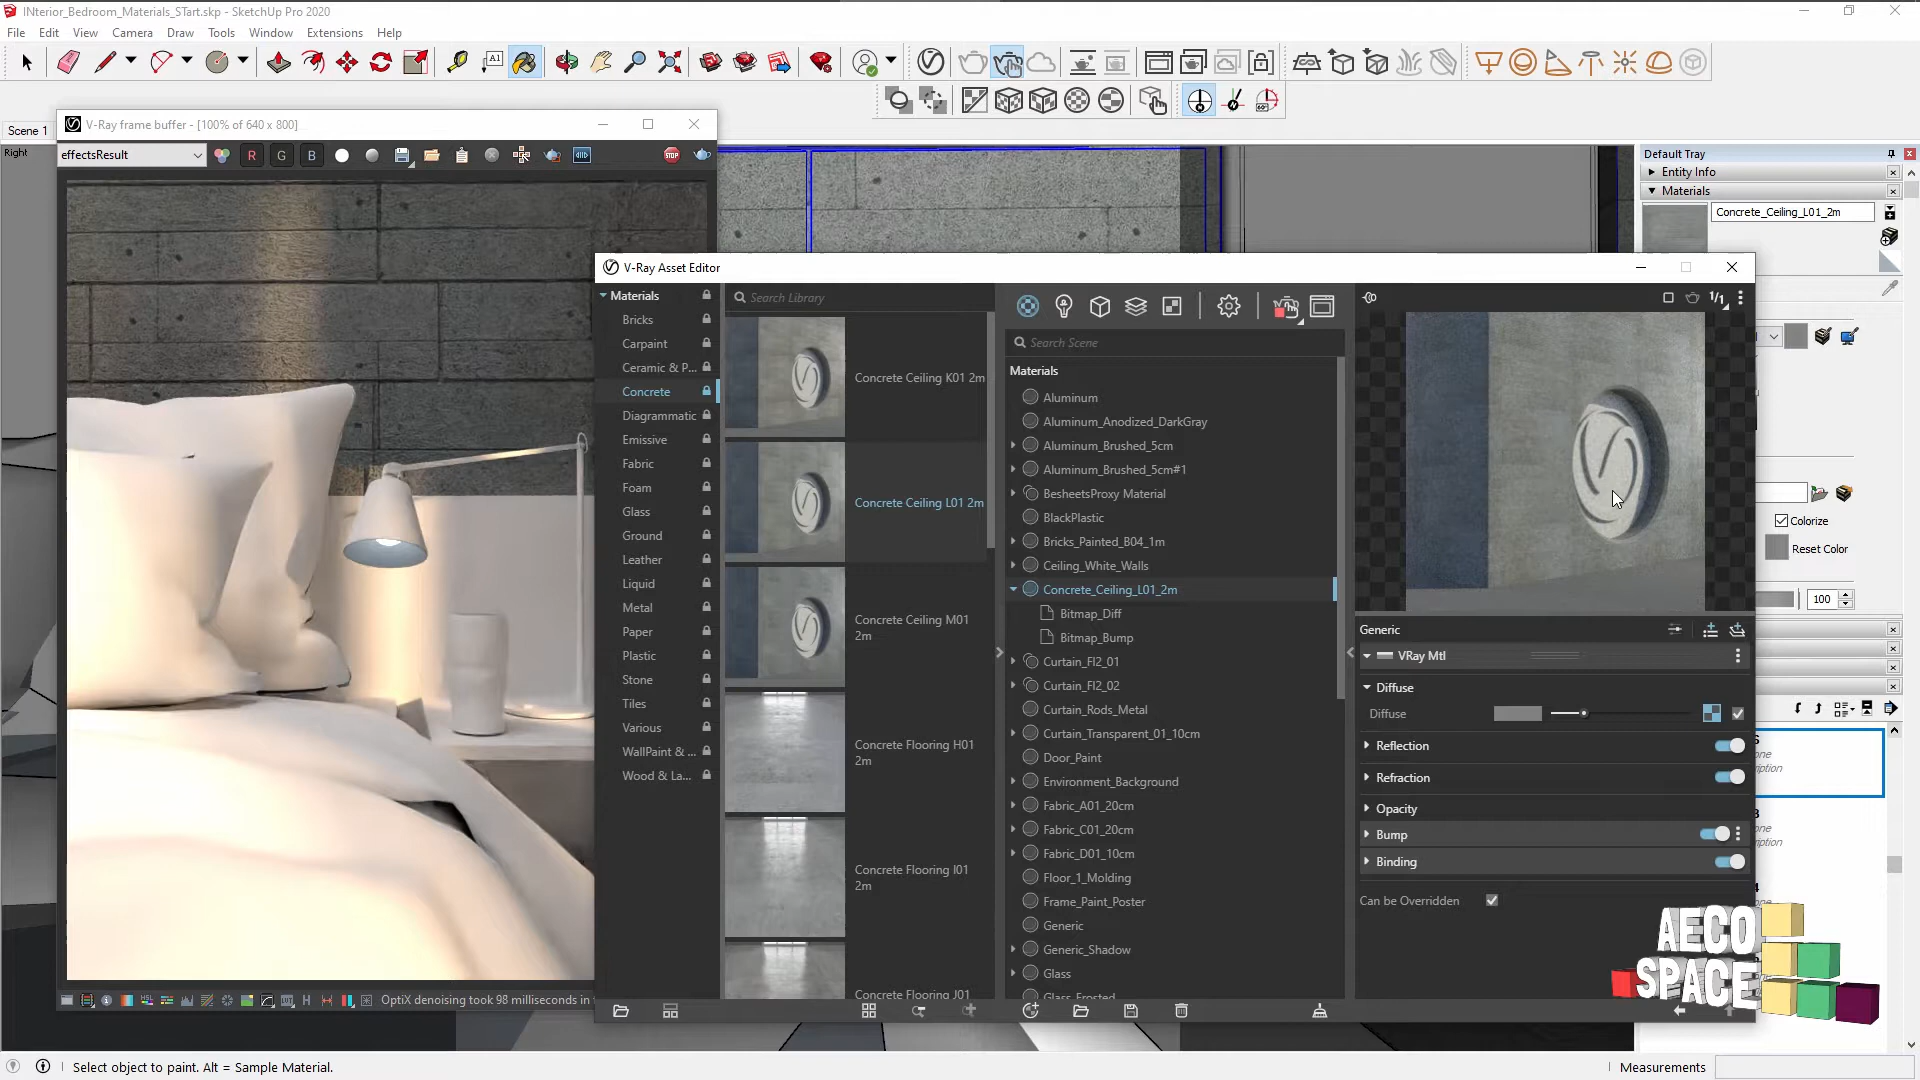 INterior_Bedroom_Materials_STart.skp - SketchUp Pro 2020
File Edit View Camera Draw Tools Window Extensions Help
A1
Scene 1
Right
V-Ray frame buffer - [100% of 640 x 800]
effectsResult
R G B
STOP
OptiX denoising took 98 milliseconds in
V-Ray Asset Editor
Materials
Bricks
Carpaint
Ceramic & P...
Concrete
Diagrammatic
Emissive
Fabric
Foam
Glass
Ground
Leather
Liquid
Metal
Paper
Plastic
Stone
Tiles
Various
WallPaint & ...
Wood & La...
Search Library
Concrete Ceiling K01 2m
Concrete Ceiling L01 2m
Concrete Ceiling M01
2m
Concrete Flooring H01
2m
Concrete Flooring I01
2m
Concrete Flooring J01
Search Scene
Materials
Aluminum
Aluminum_Anodized_DarkGray
Aluminum_Brushed_5cm
Aluminum_Brushed_5cm#1
BesheetsProxy Material
BlackPlastic
Bricks_Painted_B04_1m
Ceiling_White_Walls
Concrete_Ceiling_L01_2m
Bitmap_Diff
Bitmap_Bump
Curtain_Fl2_01
Curtain_Fl2_02
Curtain_Rods_Metal
Curtain_Transparent_01_10cm
Door_Paint
Environment_Background
Fabric_A01_20cm
Fabric_C01_20cm
Fabric_D01_10cm
Floor_1_Molding
Frame_Paint_Poster
Generic
Generic_Shadow
Glass
Glass_Frosted
1/1
Generic
VRay Mtl
Diffuse
Diffuse
Reflection
Refraction
Opacity
Bump
Binding
Can be Overridden
Default Tray
Entity Info
Materials
Concrete_Ceiling_L01_2m
Colorize
Reset Color
100
AECO
SPACE
Select object to paint. Alt = Sample Material.
Measurements